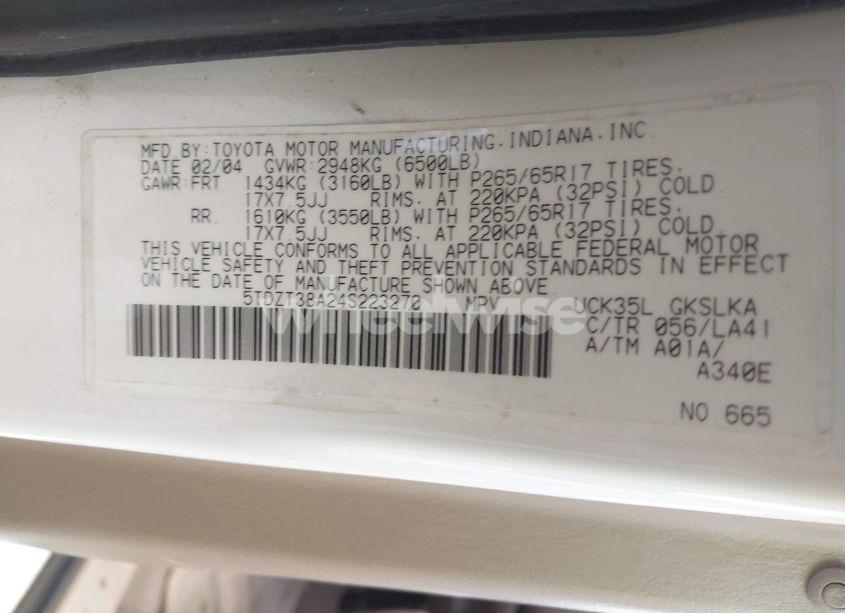 MFD BY:TOYOTA MOTOR MANUFACTURING.INDIANA.INC.
DATE 02/04 GVWR:2948KG (6500LB)
GAWR:FRT. 1434KG (3160LB) WITH P265/65R17 TIRES.
17X7.5JJ RIMS. AT 220KPA (32PSI) COLD
RR. 1610KG (3550LB) WITH P265/65R17 TIRES.
17X7.5JJ RIMS. AT 220KPA (32PSI) COLD.
THIS VEHICLE CONFORMS TO ALL APPLICABLE FEDERAL MOTOR
VEHICLE SAFETY AND THEFT PREVENTION STANDARDS IN EFFECT
ON THE DATE OF MANUFACTURE SHOWN ABOVE.
5TDZT38A24S223270 MPV UCK35L GKSLKA
wheelwise
C/TR 056/LA41
A/TM A01A/
A340E
NO 665